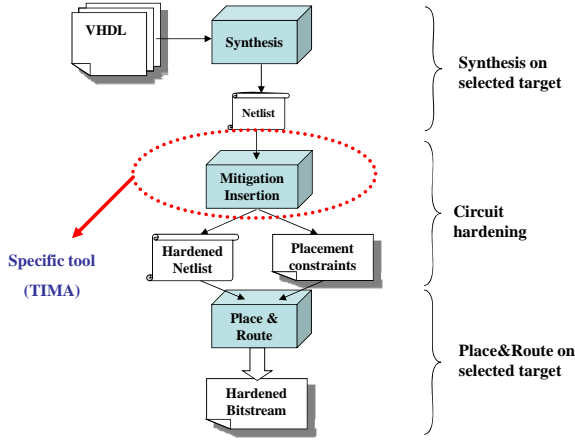 VHDL
Synthesis
Synthesis on
selected target
Netlist
Mitigation
Insertion
Circuit
hardening
Hardened
Netlist
Placement
constraints
Specific tool
(TIMA)
Place &
Route
Place&Route on
selected target
Hardened
Bitstream